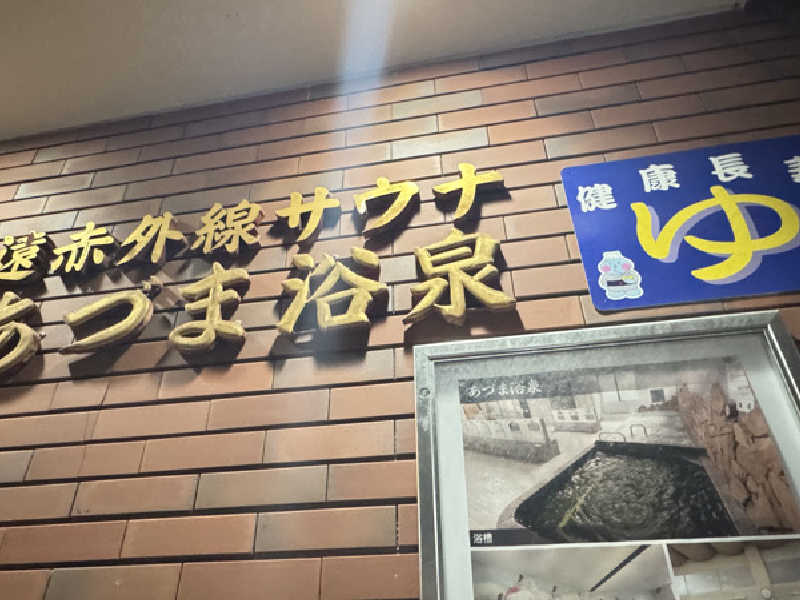 遠赤外線サウナ
あづま浴泉
健康長
ゆ
あづま浴泉
浴槽